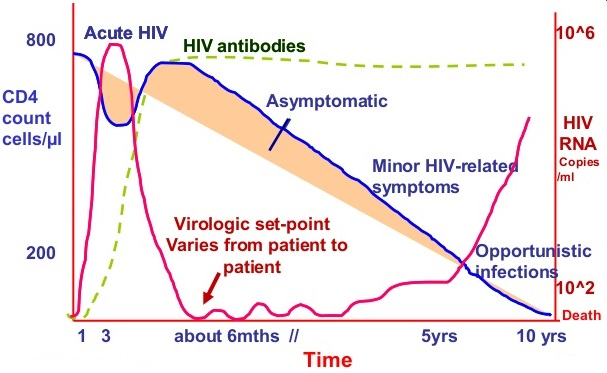 10^6
800
Acute HIV
HIV antibodies
CD4
count
cells/µl
Asymptomatic
HIV
RNA
Copies
/ml
Minor HIV-related
symptoms
Virologic set-point
Varies from patient to
patient
200
Opportunistic
infections
10^2
Death
1 3 about 6mths // 5yrs 10 yrs
Time